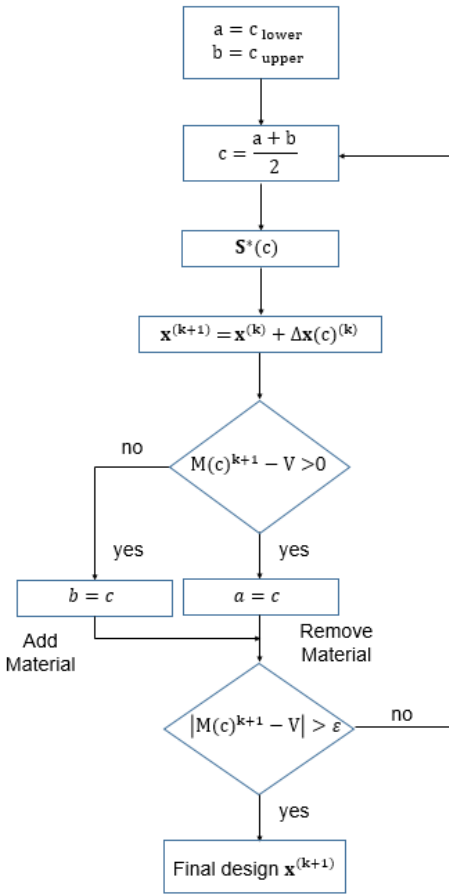 a = c lower
b = c upper
c = a + b / 2
S*(c)
x^(k+1) = x^(k) + Δx(c)^(k)
no
M(c)^k+1 − V >0
yes
yes
b = c
a = c
Add
Material
Remove
Material
|M(c)^k+1 − V| > ε
no
yes
Final design x^(k+1)